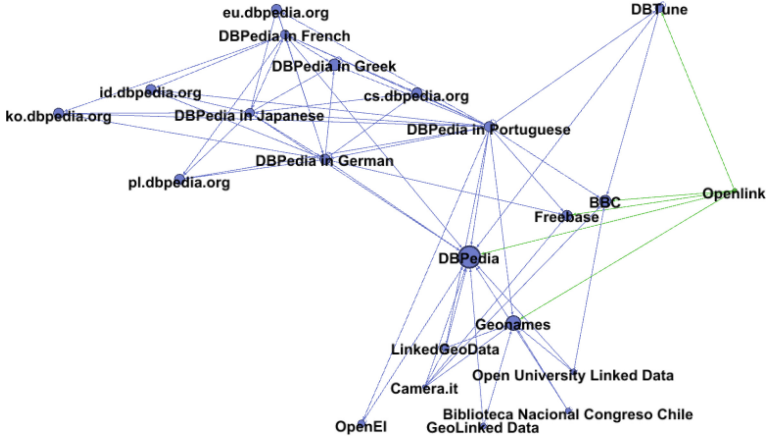 eu.dbpedia.org
DBTune
DBPedia in French
DBPedia in Greek
id.dbpedia.org
cs.dbpedia.org
ko.dbpedia.org
DBPedia in Japanese
DBPedia in Portuguese
DBPedia in German
pl.dbpedia.org
Openlink
BBC
Freebase
DBPedia
Geonames
LinkedGeoData
Open University Linked Data
Camera.it
Biblioteca Nacional Congreso Chile
OpenEI
GeoLinked Data